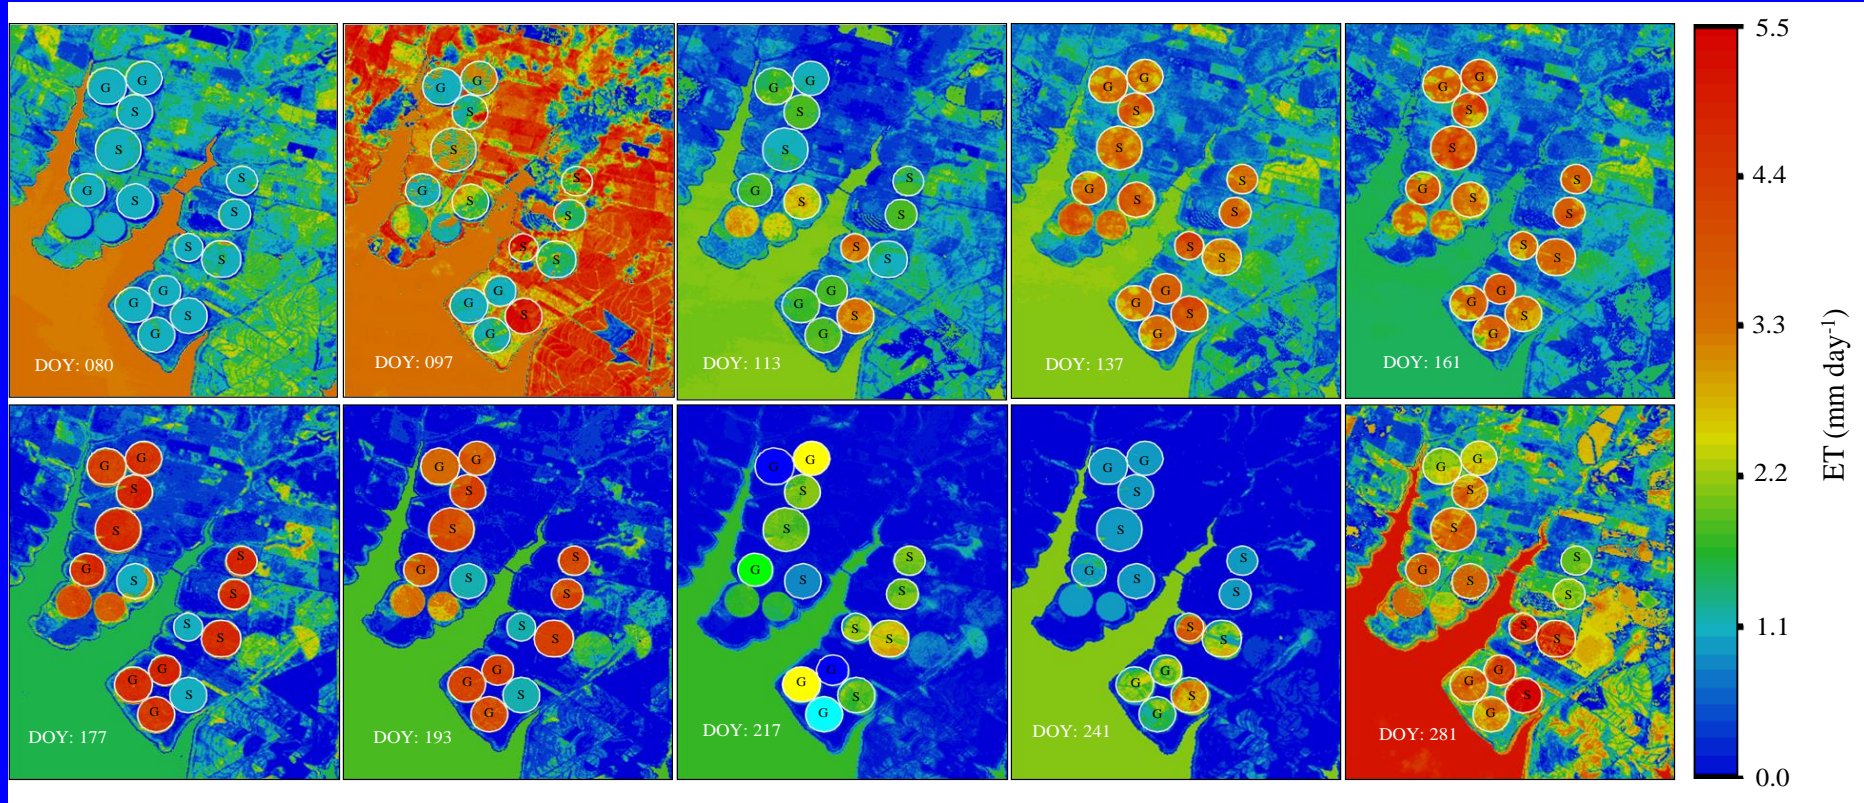 G G G G G G G G G G
S S S S S
S S S S S
S S S S S
G S G S G S G S G S
S S S S S
S S S S S S S S S S
G G G G G G G G G G
G S G S G S G S G S
G G G G G
DOY: 080 DOY: 097 DOY: 113 DOY: 137 DOY: 161
G G G G G G G G G G
S S S S S
S S S S S
S S S S S
G S G S G S G S G S
S S S S S
S S S S S S S S S S
G G G G G G G G G G
S S S S S
G G G G G
DOY: 177 DOY: 193 DOY: 217 DOY: 241 DOY: 281
5.5
4.4
3.3
2.2
1.1
0.0
ET (mm day-1)